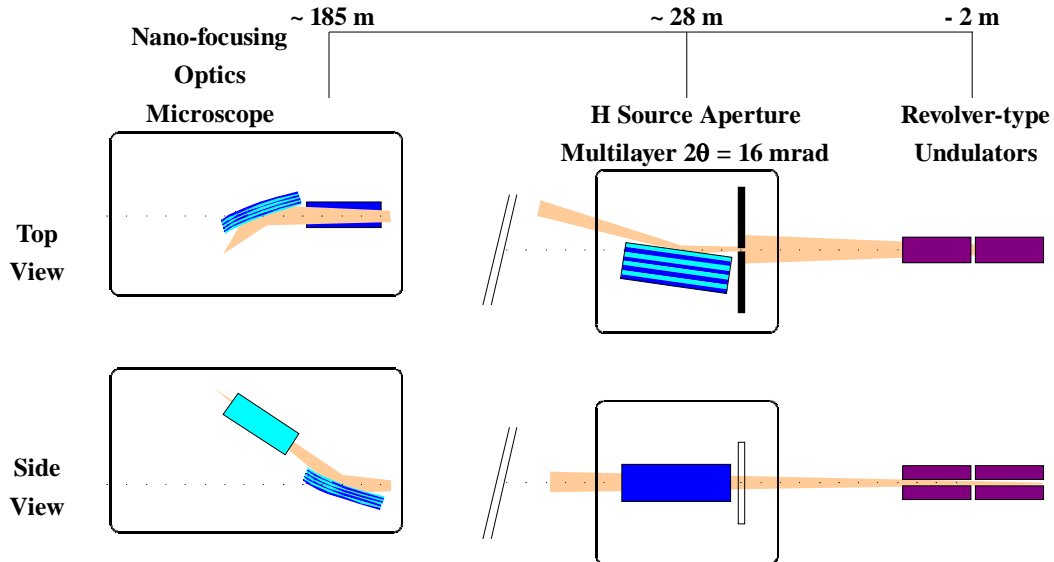 ~ 185 m
~ 28 m
- 2 m
Nano-focusing
Optics
Microscope
H Source Aperture
Multilayer 2θ = 16 mrad
Revolver-type
Undulators
Top
View
Side
View